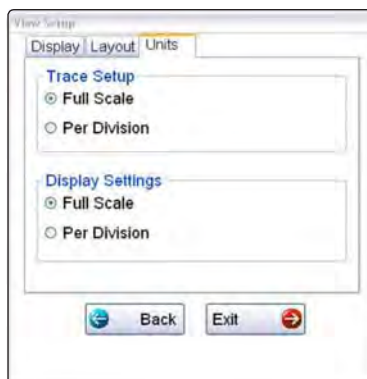 View Setup
Display Layout Units
Trace Setup
Full Scale
Per Division
Display Settings
Full Scale
Per Division
Back Exit